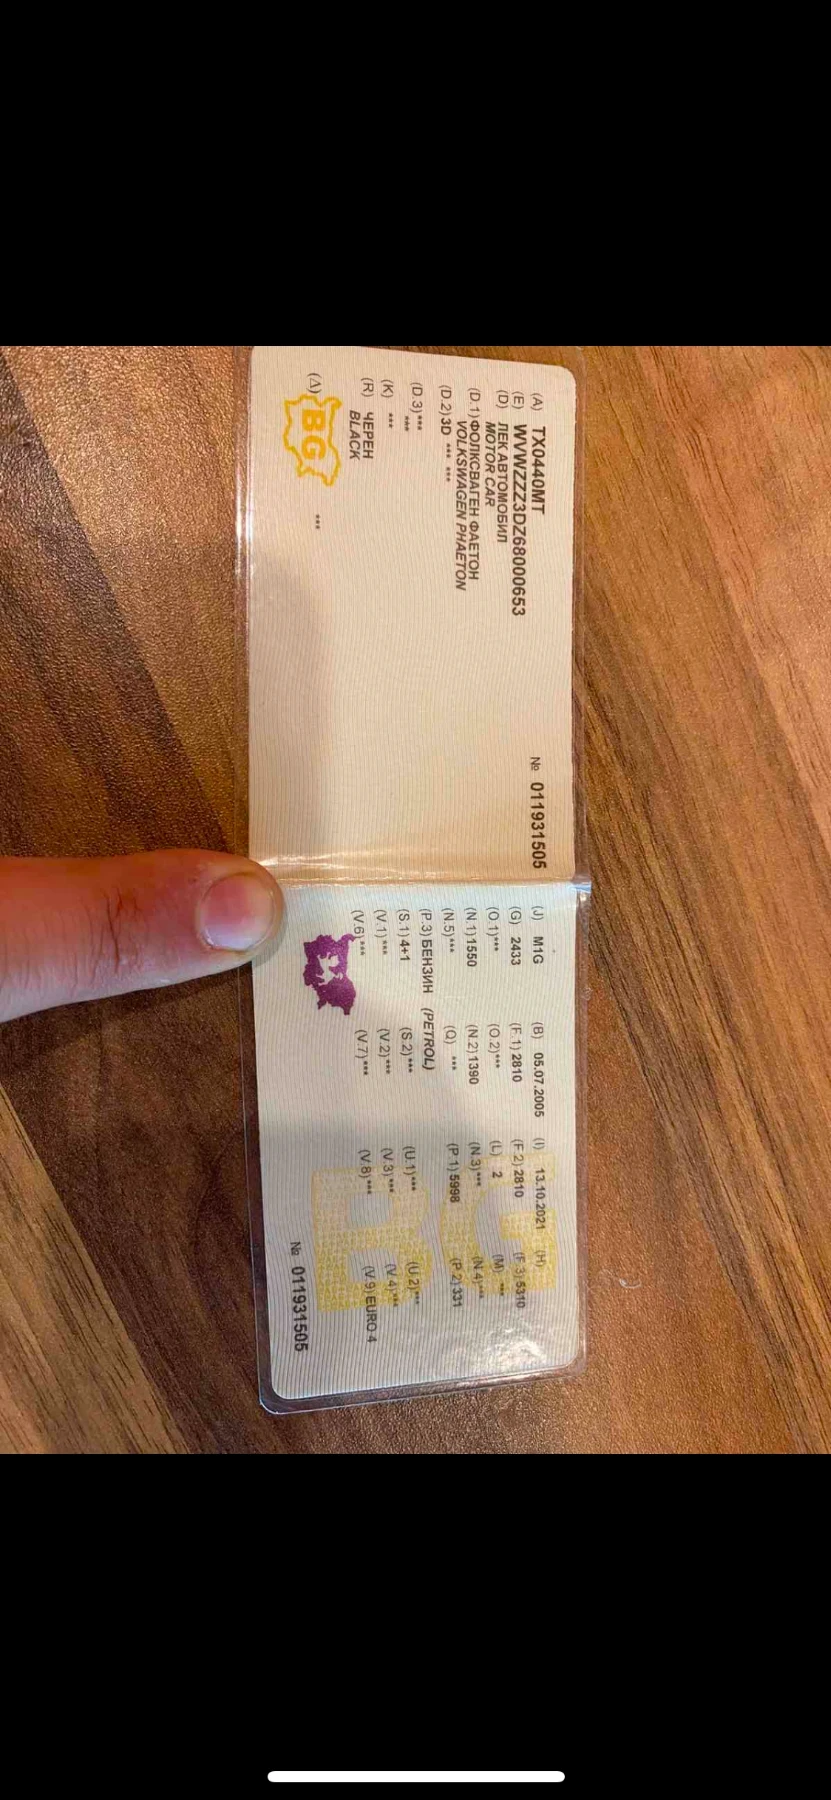 (A) TX0440MT № 011931505
(E) WVWZZZ3DZ68000653
(D) ЛЕК АВТОМОБИЛ
MOTOR CAR
(D.1) ФОЛКСВАГЕН ФАЕТОН
VOLKSWAGEN PHAETON
(D.2) 3D *** ***
(D.3) ***
***
(K) ***
(R) ЧЕРЕН
BLACK
(Δ) BG ***
(J) M1G (B) 05.07.2005 (I) 13.10.2021 (H)
(G) 2433 (F.1) 2810 (F.2) 2810 (F.3) 5310
(O.1) *** (O.2) *** (L) 2 (M) ***
(N.1) 1550 (N.2) 1390 (N.3) *** (N.4) ***
(N.5) *** (Q) *** (P.1) 5998 (P.2) 331
(P.3) БЕНЗИН (PETROL)
(S.1) 4+1 (S.2) *** (U.1) *** (U.2) ***
(V.1) *** (V.2) *** (V.3) *** (V.4) ***
(V.6) *** (V.7) *** (V.8) *** (V.9) EURO 4
№ 011931505